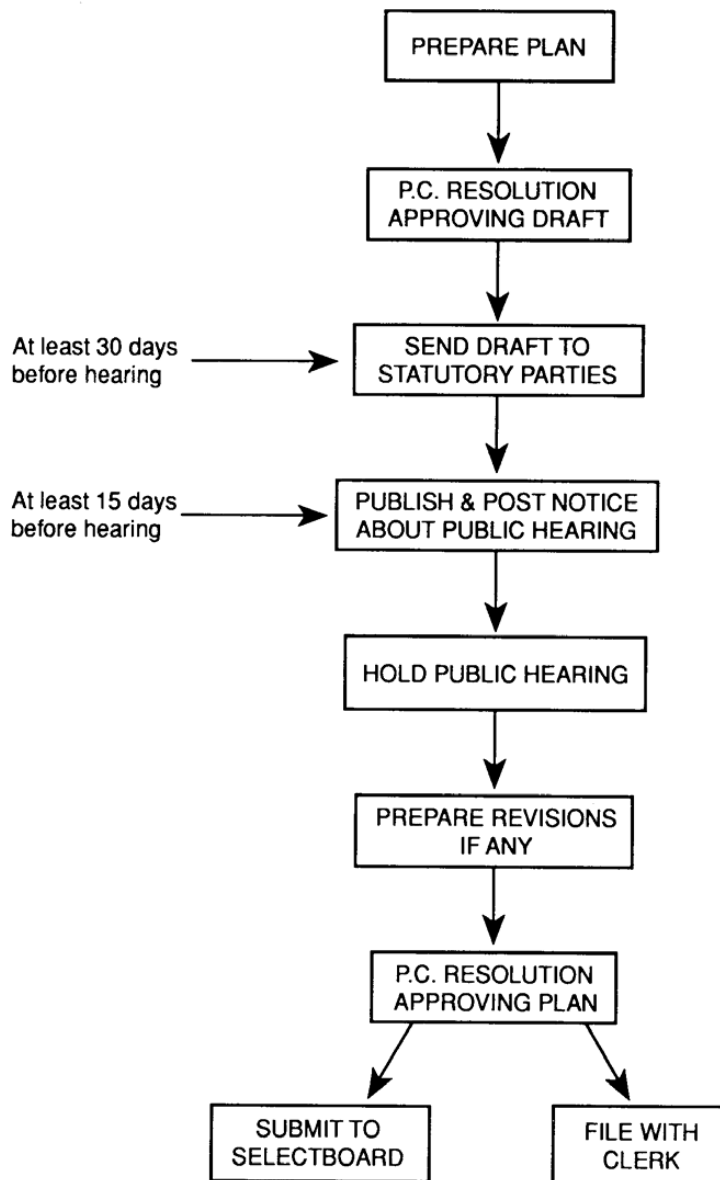 PREPARE PLAN
P.C. RESOLUTION
APPROVING DRAFT
At least 30 days
before hearing
SEND DRAFT TO
STATUTORY PARTIES
At least 15 days
before hearing
PUBLISH & POST NOTICE
ABOUT PUBLIC HEARING
HOLD PUBLIC HEARING
PREPARE REVISIONS
IF ANY
P.C. RESOLUTION
APPROVING PLAN
SUBMIT TO
SELECTBOARD
FILE WITH
CLERK